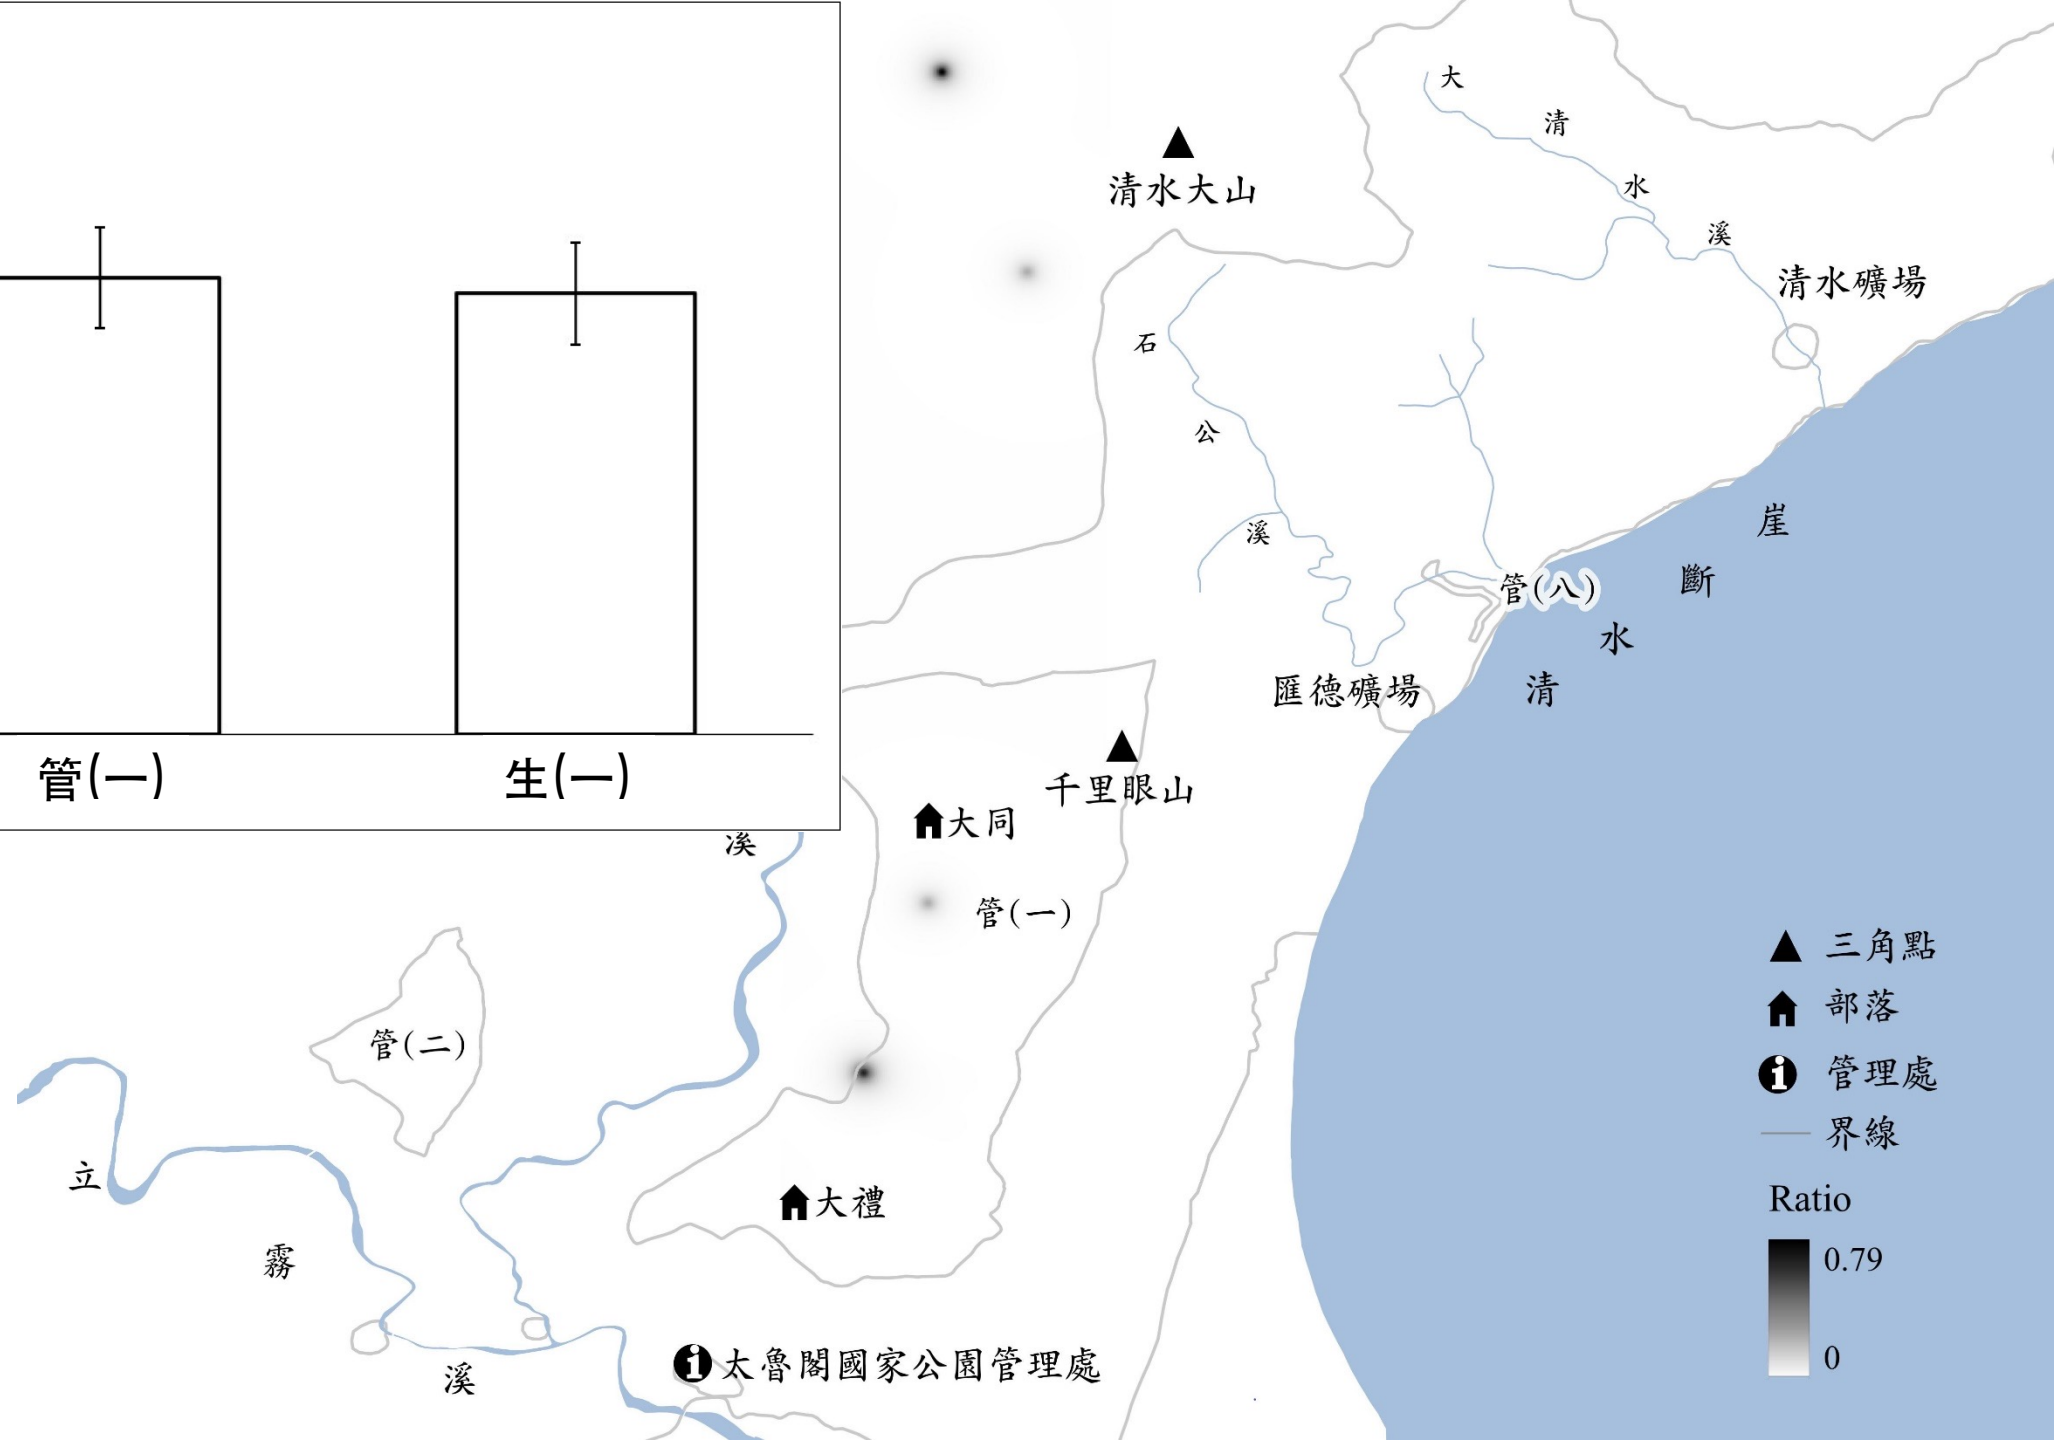 管(一)
生(一)
大
清
水
溪
清水大山
清水礦場
石
公
溪
崖
斷
水
清
管(八)
匯德礦場
千里眼山
大同
管(一)
溪
管(二)
大禮
立
霧
溪
太魯閣國家公園管理處
三角點
部落
管理處
界線
Ratio
0.79
0